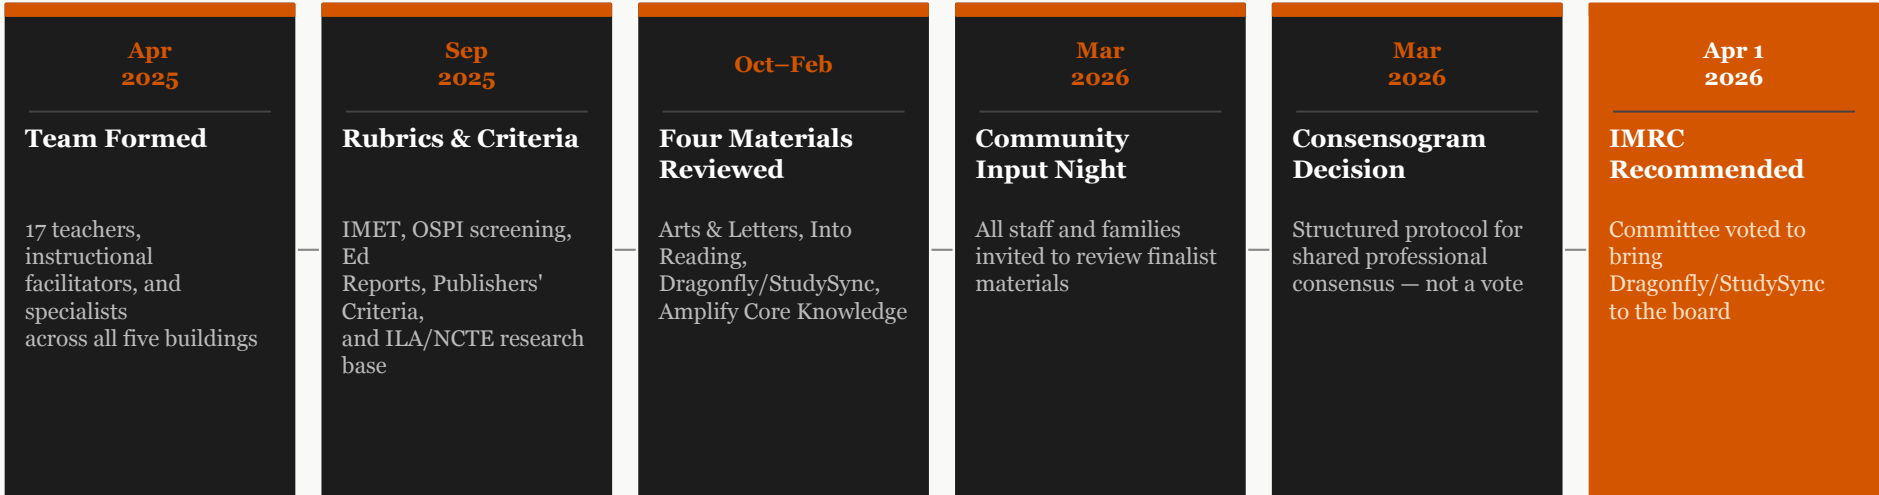 Apr
2025
Team Formed
17 teachers,
instructional
facilitators, and
specialists
across all five buildings
Sep
2025
Rubrics & Criteria
IMET, OSPI screening,
Ed
Reports, Publishers'
Criteria,
and ILA/NCTE research
base
Oct–Feb
Four Materials
Reviewed
Arts & Letters, Into
Reading,
Dragonfly/StudySync,
Amplify Core Knowledge
Mar
2026
Community
Input Night
All staff and families
invited to review finalist
materials
Mar
2026
Consensogram
Decision
Structured protocol for
shared professional
consensus — not a vote
Apr 1
2026
IMRC
Recommended
Committee voted to
bring
Dragonfly/StudySync
to the board